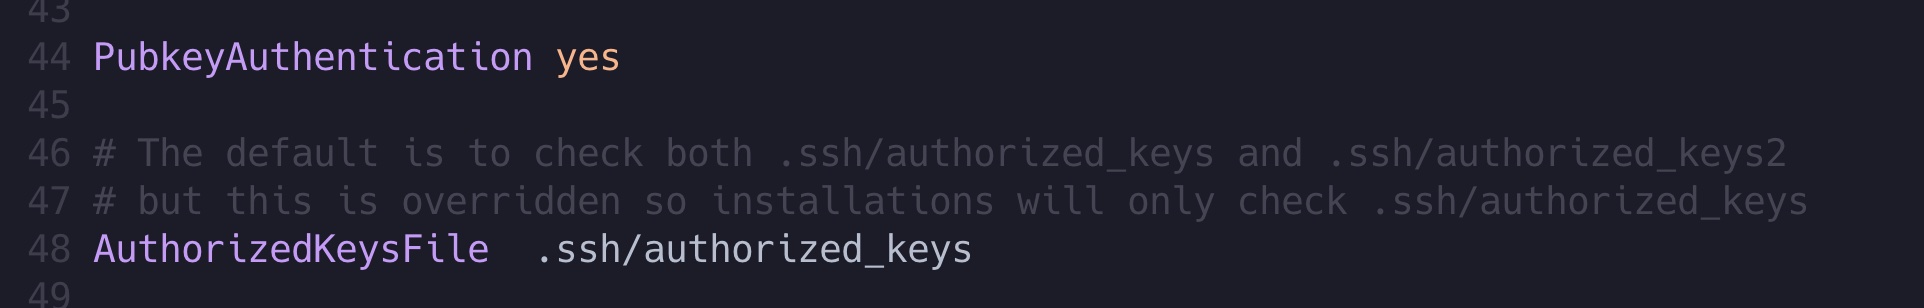 43
44 PubkeyAuthentication yes
45
46 # The default is to check both .ssh/authorized_keys and .ssh/authorized_keys2
47 # but this is overridden so installations will only check .ssh/authorized_keys
48 AuthorizedKeysFile  .ssh/authorized_keys
49